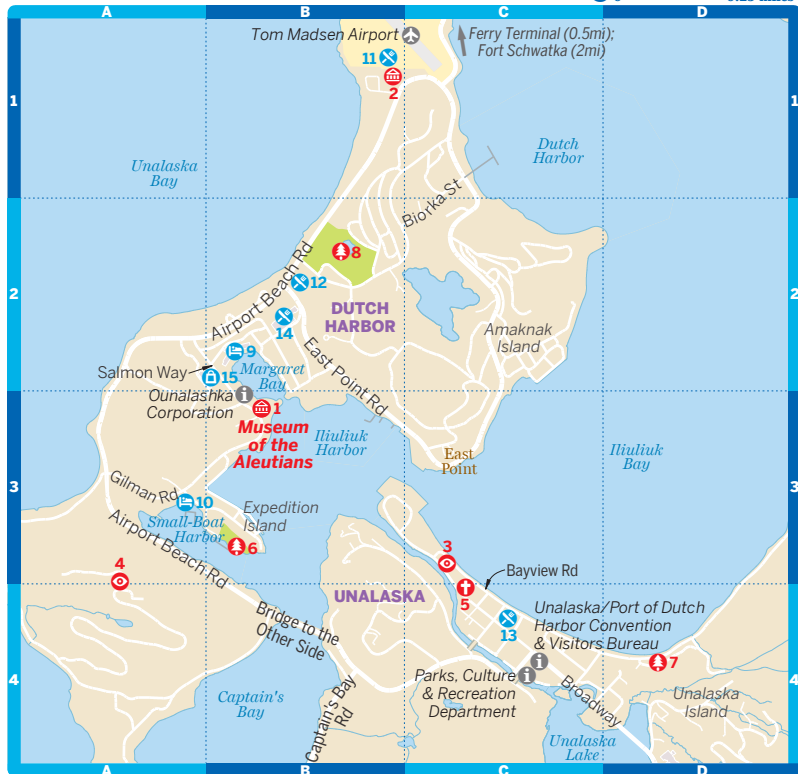 0.25 miles
A
B
C
D
Tom Madsen Airport
Ferry Terminal (0.5mi);
Fort Schwatka (2mi)
11
2
1
1
Unalaska
Bay
Dutch
Harbor
Biorka St
8
Airport Beach Rd
12
2
2
DUTCH
HARBOR
14
Amaknak
Island
9
Salmon Way
Margaret
Bay
15
East Point Rd
Ounalashka
Corporation
1
Museum
of the
Aleutians
Iliuliuk
Harbor
East
Point
Iliuliuk
Bay
3
3
Gilman Rd
10
Expedition
Island
Small-Boat
Harbor
6
Airport Beach Rd
4
3
Bayview Rd
5
UNALASKA
Unalaska/Port of Dutch
Harbor Convention
& Visitors Bureau
13
Bridge to the
Other Side
7
4
4
Parks, Culture
& Recreation
Department
Captain's
Bay
Captain's Bay
Rd
Broadway
Unalaska
Island
Unalaska
Lake
A
B
C
D